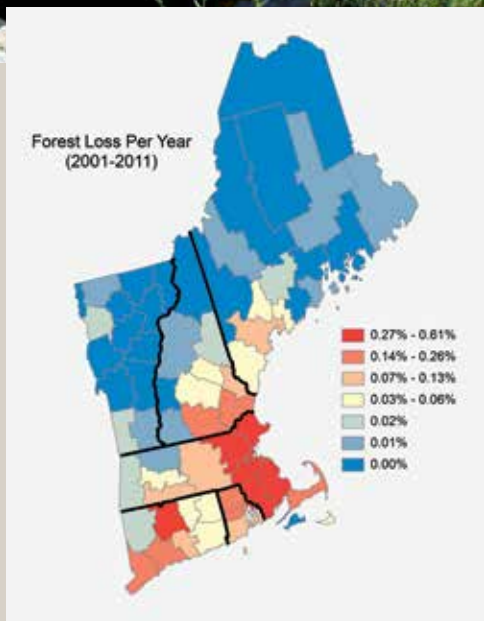 Forest Loss Per Year
(2001-2011)
0.27% - 0.61%
0.14% - 0.26%
0.07% - 0.13%
0.03% - 0.06%
0.02%
0.01%
0.00%